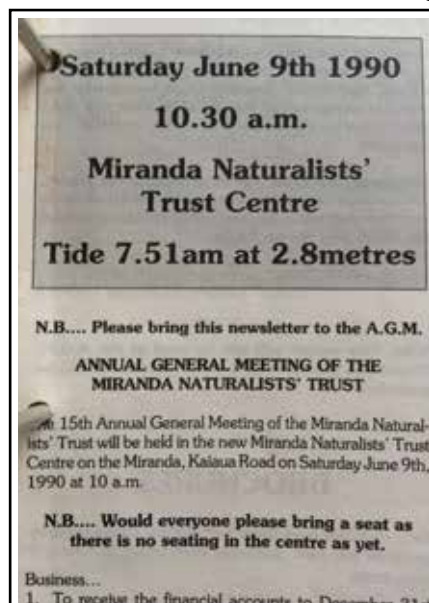 Saturday June 9th 1990
10.30 a.m.
Miranda Naturalists'
Trust Centre
Tide 7.51am at 2.8metres
N.B.... Please bring this newsletter to the A.G.M.
ANNUAL GENERAL MEETING OF THE
MIRANDA NATURALISTS' TRUST
15th Annual General Meeting of the Miranda Natural-
ists' Trust will be held in the new Miranda Naturalists' Trust
Centre on the Miranda, Kaiaua Road on Saturday June 9th,
1990 at 10 a.m.
N.B.... Would everyone please bring a seat as
there is no seating in the centre as yet.
Business...
1. To receive the financial accounts to December 31